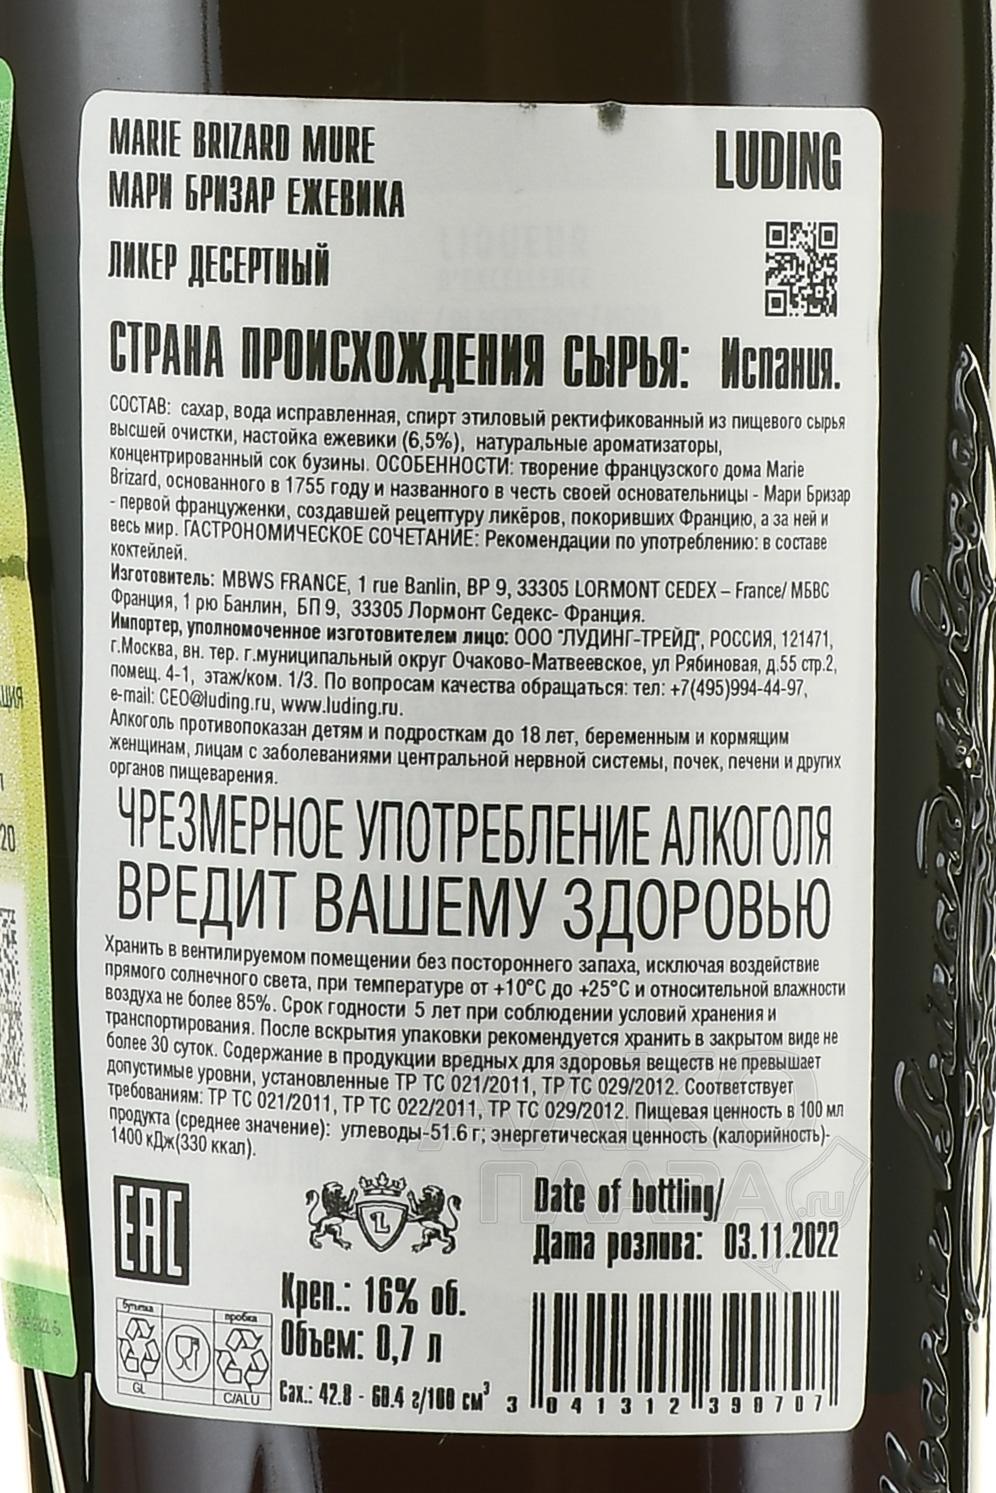 MARIE BRIZARD MURE
LUDING
МАРИ БРИЗАР ЕЖЕВИКА
ЛИКЕР ДЕСЕРТНЫЙ
СТРАНА ПРОИСХОЖДЕНИЯ СЫРЬЯ: Испания.
СОСТАВ: сахар, вода исправленная, спирт этиловый ректификованный из пищевого сырья
высшей очистки, настойка ежевики (6,5%), натуральные ароматизаторы,
концентрированный сок бузины. ОСОБЕННОСТИ: творение французского дома Marie
Brizard, основанного в 1755 году и названного в честь своей основательницы - Мари Бризар
- первой француженки, создавшей рецептуру ликёров, покоривших Францию, а за ней и
весь мир. ГАСТРОНОМИЧЕСКОЕ СОЧЕТАНИЕ: Рекомендации по употреблению: в составе
коктейлей.
Изготовитель: MBWS FRANCE, 1 rue Banlin, BP 9, 33305 LORMONT CEDEX – France/ МБВС
Франция, 1 рю Банлин, БП 9, 33305 Лормонт Седекс- Франция.
Импортер, уполномоченное изготовителем лицо: ООО "ЛУДИНГ-ТРЕЙД", РОССИЯ, 121471,
г.Москва, вн. тер. г.муниципальный округ Очаково-Матвеевское, ул Рябиновая, д.55 стр.2,
помещ. 4-1, этаж/ком. 1/3. По вопросам качества обращаться: тел: +7(495)994-44-97,
e-mail: CEO@luding.ru, www.luding.ru.
Алкоголь противопоказан детям и подросткам до 18 лет, беременным и кормящим
женщинам, лицам с заболеваниями центральной нервной системы, почек, печени и других
органов пищеварения.
ЧРЕЗМЕРНОЕ УПОТРЕБЛЕНИЕ АЛКОГОЛЯ
ВРЕДИТ ВАШЕМУ ЗДОРОВЬЮ
Хранить в вентилируемом помещении без постороннего запаха, исключая воздействие
прямого солнечного света, при температуре от +10°С до +25°С и относительной влажности
воздуха не более 85%. Срок годности 5 лет при соблюдении условий хранения и
транспортирования. После вскрытия упаковки рекомендуется хранить в закрытом виде не
более 30 суток. Содержание в продукции вредных для здоровья веществ не превышает
допустимые уровни, установленные ТР ТС 021/2011, ТР ТС 029/2012. Соответствует
требованиям: ТР ТС 021/2011, ТР ТС 022/2011, ТР ТС 029/2012. Пищевая ценность в 100 мл
продукта (среднее значение): углеводы-51.6 г; энергетическая ценность (калорийность)-
1400 кДж(330 ккал).
EAC
L
Date of bottling/
Дата розлива: 03.11.2022
Креп.: 16% об.
Объем: 0,7 л
Сах.: 42.8 - 60.4 г/100 см³
бутылка
пробка
GL
C/ALU
3 041312 390707
АЛКО
ПЛАЗА.ru
20
Marie Brizard